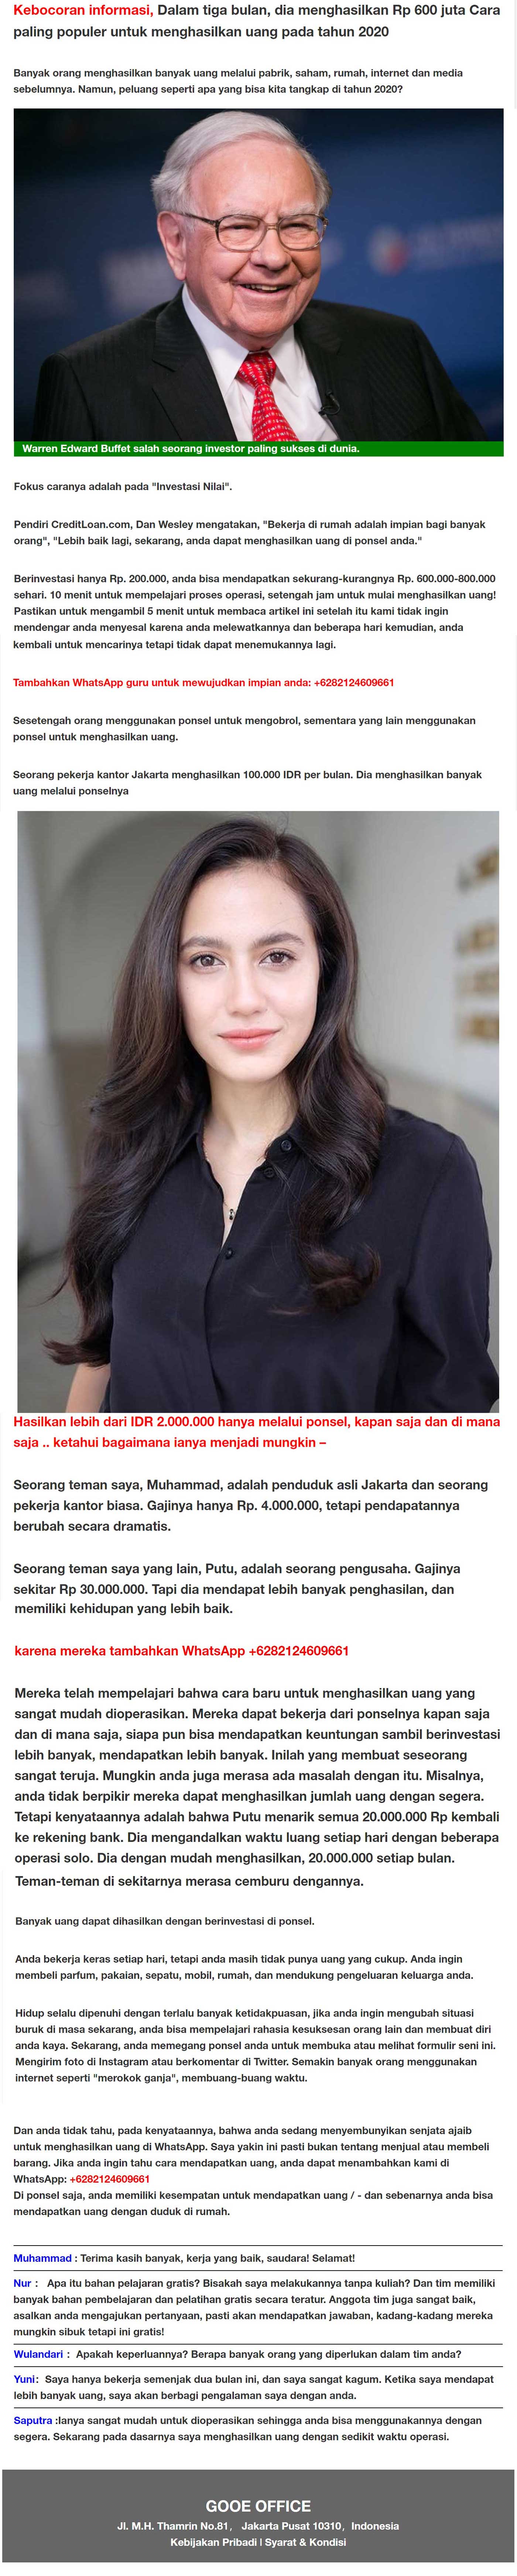 Kebocoran informasi, Dalam tiga bulan, dia menghasilkan Rp 600 juta Cara
paling populer untuk menghasilkan uang pada tahun 2020
Banyak orang menghasilkan banyak uang melalui pabrik, saham, rumah, internet dan media
sebelumnya. Namun, peluang seperti apa yang bisa kita tangkap di tahun 2020?
Warren Edward Buffet salah seorang investor paling sukses di dunia.
Fokus caranya adalah pada "Investasi Nilai".
Pendiri CreditLoan.com, Dan Wesley mengatakan, "Bekerja di rumah adalah impian bagi banyak
orang", "Lebih baik lagi, sekarang, anda dapat menghasilkan uang di ponsel anda."
Berinvestasi hanya Rp. 200.000, anda bisa mendapatkan sekurang-kurangnya Rp. 600.000-800.000
sehari. 10 menit untuk mempelajari proses operasi, setengah jam untuk mulai menghasilkan uang!
Pastikan untuk mengambil 5 menit untuk membaca artikel ini setelah itu kami tidak ingin
mendengar anda menyesal karena anda melewatkannya dan beberapa hari kemudian, anda
kembali untuk mencarinya tetapi tidak dapat menemukannya lagi.
Tambahkan WhatsApp guru untuk mewujudkan impian anda: +6282124609661
Sesetengah orang menggunakan ponsel untuk mengobrol, sementara yang lain menggunakan
ponsel untuk menghasilkan uang.
Seorang pekerja kantor Jakarta menghasilkan 100.000 IDR per bulan. Dia menghasilkan banyak
uang melalui ponselnya
Hasilkan lebih dari IDR 2.000.000 hanya melalui ponsel, kapan saja dan di mana
saja .. ketahui bagaimana ianya menjadi mungkin –
Seorang teman saya, Muhammad, adalah penduduk asli Jakarta dan seorang
pekerja kantor biasa. Gajinya hanya Rp. 4.000.000, tetapi pendapatannya
berubah secara dramatis.
Seorang teman saya yang lain, Putu, adalah seorang pengusaha. Gajinya
sekitar Rp 30.000.000. Tapi dia mendapat lebih banyak penghasilan, dan
memiliki kehidupan yang lebih baik.
karena mereka tambahkan WhatsApp +6282124609661
Mereka telah mempelajari bahwa cara baru untuk menghasilkan uang yang
sangat mudah dioperasikan. Mereka dapat bekerja dari ponselnya kapan saja
dan di mana saja, siapa pun bisa mendapatkan keuntungan sambil berinvestasi
lebih banyak, mendapatkan lebih banyak. Inilah yang membuat seseorang
sangat teruja. Mungkin anda juga merasa ada masalah dengan itu. Misalnya,
anda tidak berpikir mereka dapat menghasilkan jumlah uang dengan segera.
Tetapi kenyataannya adalah bahwa Putu menarik semua 20.000.000 Rp kembali
ke rekening bank. Dia mengandalkan waktu luang setiap hari dengan beberapa
operasi solo. Dia dengan mudah menghasilkan, 20.000.000 setiap bulan.
Teman-teman di sekitarnya merasa cemburu dengannya.
Banyak uang dapat dihasilkan dengan berinvestasi di ponsel.
Anda bekerja keras setiap hari, tetapi anda masih tidak punya uang yang cukup. Anda ingin
membeli parfum, pakaian, sepatu, mobil, rumah, dan mendukung pengeluaran keluarga anda.
Hidup selalu dipenuhi dengan terlalu banyak ketidakpuasan, jika anda ingin mengubah situasi
buruk di masa sekarang, anda bisa mempelajari rahasia kesuksesan orang lain dan membuat diri
anda kaya. Sekarang, anda memegang ponsel anda untuk membuka atau melihat formulir seni ini.
Mengirim foto di Instagram atau berkomentar di Twitter. Semakin banyak orang menggunakan
internet seperti "merokok ganja", membuang-buang waktu.
Dan anda tidak tahu, pada kenyataannya, bahwa anda sedang menyembunyikan senjata ajaib
untuk menghasilkan uang di WhatsApp. Saya yakin ini pasti bukan tentang menjual atau membeli
barang. Jika anda ingin tahu cara mendapatkan uang, anda dapat menambahkan kami di
WhatsApp: +6282124609661
Di ponsel saja, anda memiliki kesempatan untuk mendapatkan uang / - dan sebenarnya anda bisa
mendapatkan uang dengan duduk di rumah.
Muhammad : Terima kasih banyak, kerja yang baik, saudara! Selamat!
Nur : Apa itu bahan pelajaran gratis? Bisakah saya melakukannya tanpa kuliah? Dan tim memiliki
banyak bahan pembelajaran dan pelatihan gratis secara teratur. Anggota tim juga sangat baik,
asalkan anda mengajukan pertanyaan, pasti akan mendapatkan jawaban, kadang-kadang mereka
mungkin sibuk tetapi ini gratis!
Wulandari : Apakah keperluannya? Berapa banyak orang yang diperlukan dalam tim anda?
Yuni: Saya hanya bekerja semenjak dua bulan ini, dan saya sangat kagum. Ketika saya mendapat
lebih banyak uang, saya akan berbagi pengalaman saya dengan anda.
Saputra :Ianya sangat mudah untuk dioperasikan sehingga anda bisa menggunakannya dengan
segera. Sekarang pada dasarnya saya menghasilkan uang dengan sedikit waktu operasi.
GOOE OFFICE
Jl. M.H. Thamrin No.81, Jakarta Pusat 10310, Indonesia
Kebijakan Pribadi | Syarat & Kondisi